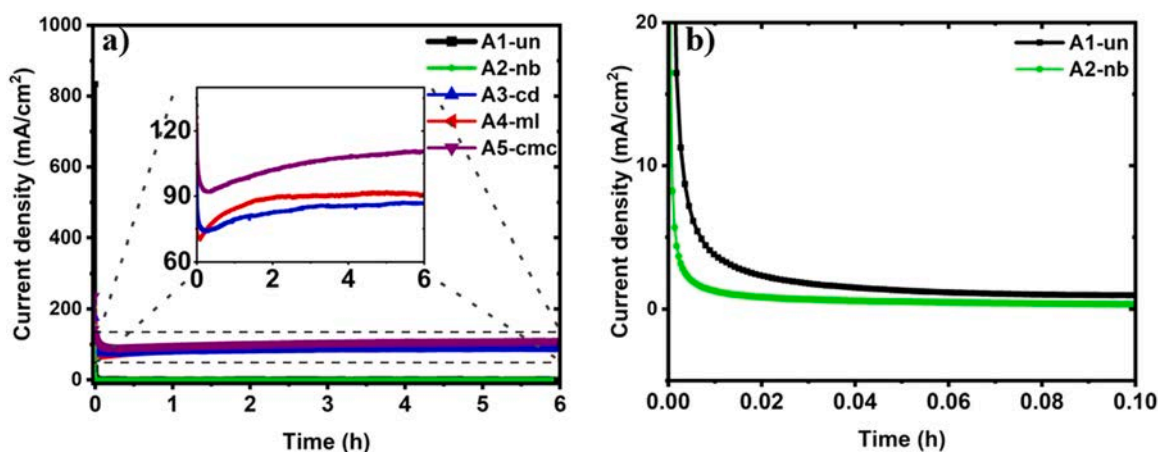 a)
Current density (mA/cm²)
1000
800
600
400
200
0
A1-un
A2-nb
A3-cd
A4-ml
A5-cmc
120
90
60
0 2 4 6
0 1 2 3 4 5 6
Time (h)
b)
Current density (mA/cm²)
20
10
0
A1-un
A2-nb
0.00 0.02 0.04 0.06 0.08 0.10
Time (h)